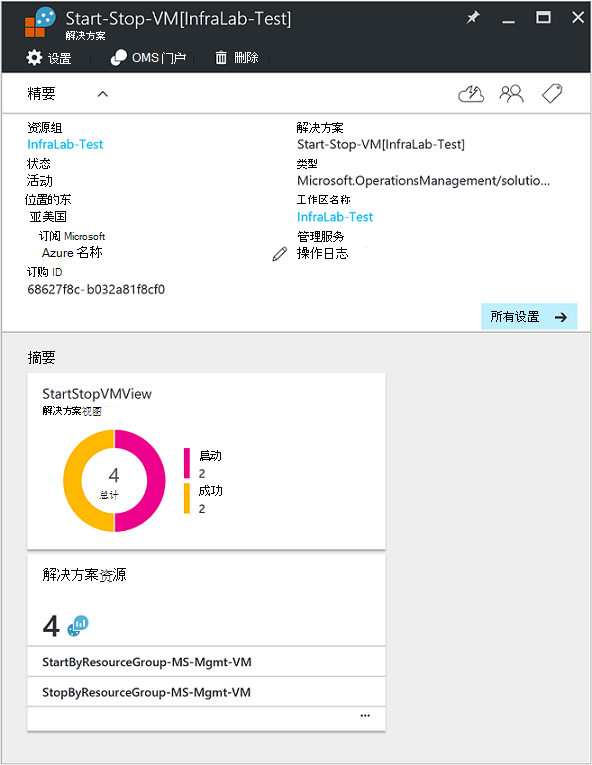 Start-Stop-VM[InfraLab-Test]
解决方案
设置
OMS 门户
删除
精要
资源组
InfraLab-Test
状态
活动
位置的东
亚美国
订阅 Microsoft
Azure 名称
订购 ID
68627f8c-b032a81f8cf0
解决方案
Start-Stop-VM[InfraLab-Test]
类型
Microsoft.OperationsManagement/solutio...
工作区名称
InfraLab-Test
管理服务
操作日志
所有设置
摘要
StartStopVMView
解决方案视图
4
总计
启动
2
成功
2
解决方案资源
4
StartByResourceGroup-MS-Mgmt-VM
StopByResourceGroup-MS-Mgmt-VM
...